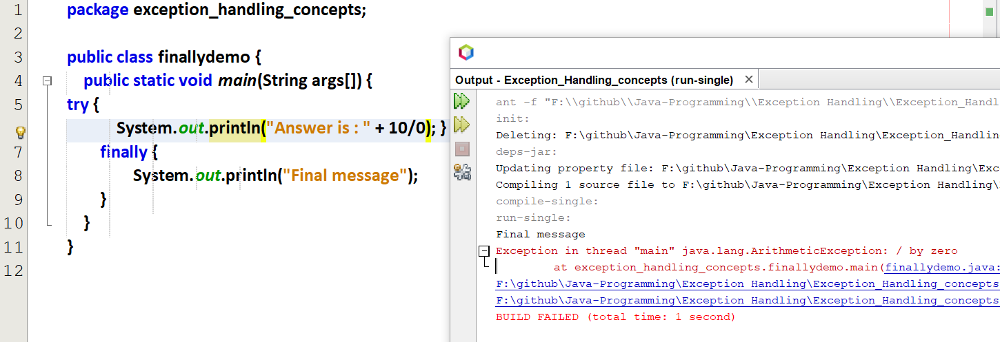 1 package exception_handling_concepts;
2
3 public class finallydemo {
4 public static void main(String args[]) {
5 try {
System.out.println("Answer is : " + 10/0); }
7 finally {
8 System.out.println("Final message");
9 }
10 }
11 }
12
Output - Exception_Handling_concepts (run-single)
ant -f "F:\\github\\Java-Programming\\Exception Handling\\Exception_Handl
init:
Deleting: F:\github\Java-Programming\Exception Handling\Exception_Handlin
deps-jar:
Updating property file: F:\github\Java-Programming\Exception Handling\Exc
Compiling 1 source file to F:\github\Java-Programming\Exception Handling\
compile-single:
run-single:
Final message
Exception in thread "main" java.lang.ArithmeticException: / by zero
at exception_handling_concepts.finallydemo.main(finallydemo.java:
F:\github\Java-Programming\Exception Handling\Exception_Handling_concepts
F:\github\Java-Programming\Exception Handling\Exception_Handling_concepts
BUILD FAILED (total time: 1 second)